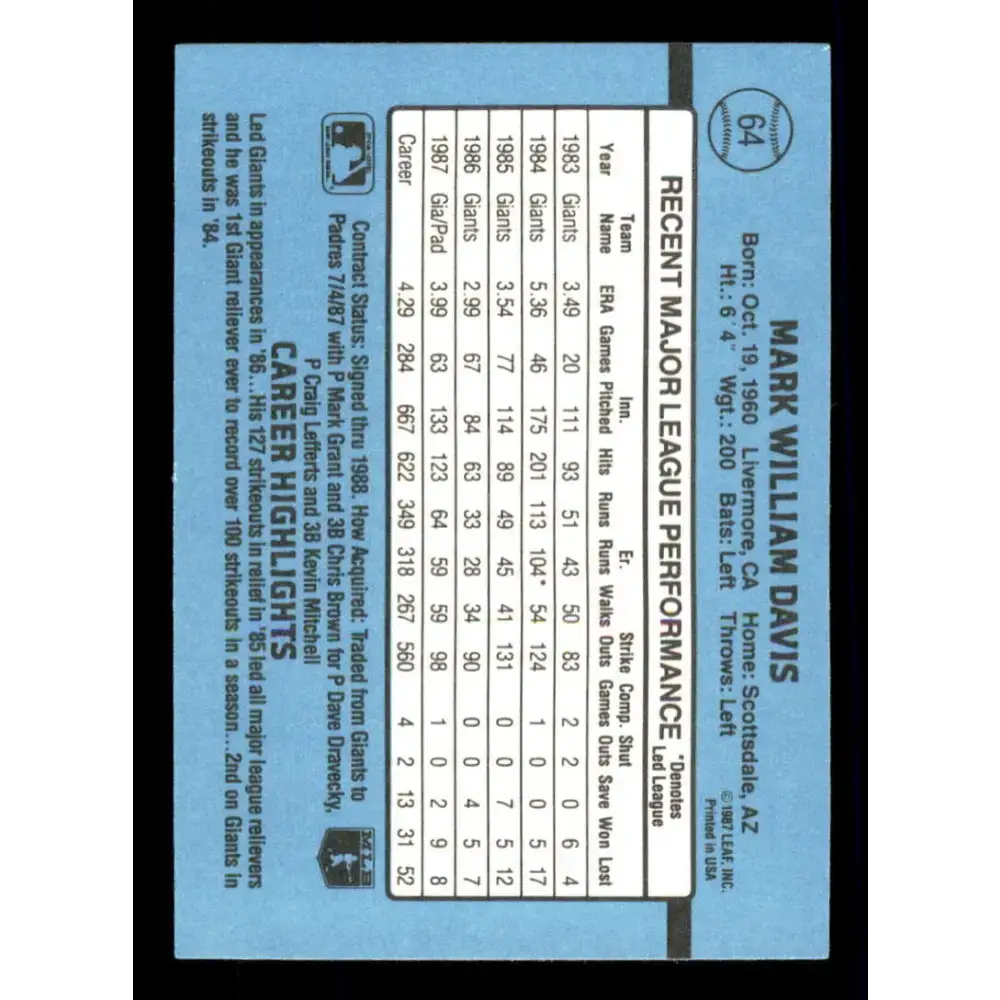 64
MARK WILLIAM DAVIS
Born: Oct. 19, 1960 Livermore, CA Home: Scottsdale, AZ
Ht.: 6'4" Wgt.: 200 Bats: Left Throws: Left
© 1987 LEAF, INC.
Printed in USA
RECENT MAJOR LEAGUE PERFORMANCE
*Denotes
Led League
Team Inn. Er. Strike Comp. Shut
Year Name ERA Games Pitched Hits Runs Runs Walks Outs Games Outs Save Won Lost
1983 Giants 3.49 20 111 93 51 43 50 83 2 2 0 6 4
1984 Giants 5.36 46 175 201 113 104* 54 124 1 0 0 5 17
1985 Giants 3.54 77 114 89 49 45 41 131 0 0 7 5 12
1986 Giants 2.99 67 84 63 33 28 34 90 0 0 4 5 7
1987 Gia/Pad 3.99 63 133 123 64 59 59 98 1 0 2 9 8
Career 4.29 284 667 622 349 318 267 560 4 2 13 31 52
Contract Status: Signed thru 1988. How Acquired: Traded from Giants to
Padres 7/4/87 with P Mark Grant and 3B Chris Brown for P Dave Dravecky,
P Craig Lefferts and 3B Kevin Mitchell
MLB
CAREER HIGHLIGHTS
Led Giants in appearances in '86...His 127 strikeouts in relief in '85 led all major league relievers
and he was 1st Giant reliever ever to record over 100 strikeouts in a season...2nd on Giants in
strikeouts in '84.